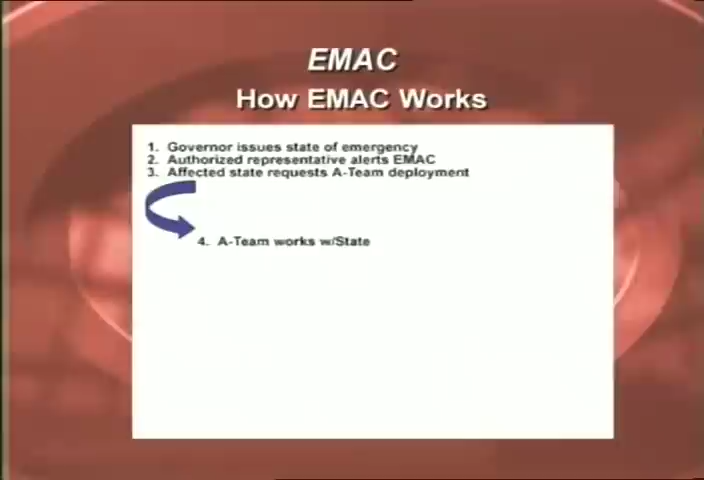 EMAC
How EMAC Works
1. Governor issues state of emergency
2. Authorized representative alerts EMAC
3. Affected state requests A-Team deployment
4. A-Team works w/State